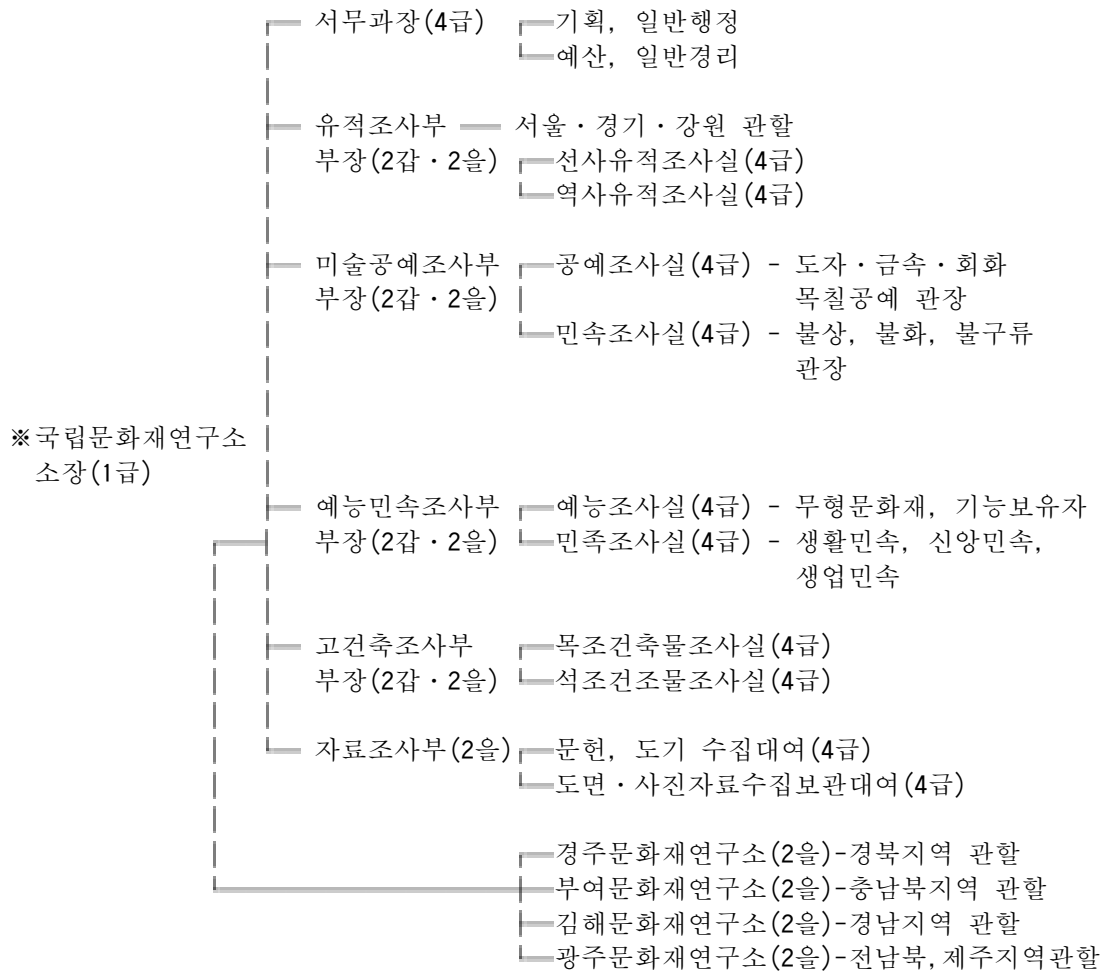 서무과장(4급) 기획, 일반행정
예산, 일반경리
유적조사부 서울・경기・강원 관할
부장(2갑・2을) 선사유적조사실(4급)
역사유적조사실(4급)
미술공예조사부 공예조사실(4급) - 도자・금속・회화
부장(2갑・2을) 목칠공예 관장
민속조사실(4급) - 불상, 불화, 불구류
관장
※국립문화재연구소
소장(1급)
예능민속조사부 예능조사실(4급) - 무형문화재, 기능보유자
부장(2갑・2을) 민족조사실(4급) - 생활민속, 신앙민속,
생업민속
고건축조사부 목조건축물조사실(4급)
부장(2갑・2을) 석조건조물조사실(4급)
자료조사부(2을) 문헌, 도기 수집대여(4급)
도면・사진자료수집보관대여(4급)
경주문화재연구소(2을)-경북지역 관할
부여문화재연구소(2을)-충남북지역 관할
김해문화재연구소(2을)-경남지역 관할
광주문화재연구소(2을)-전남북,제주지역관할